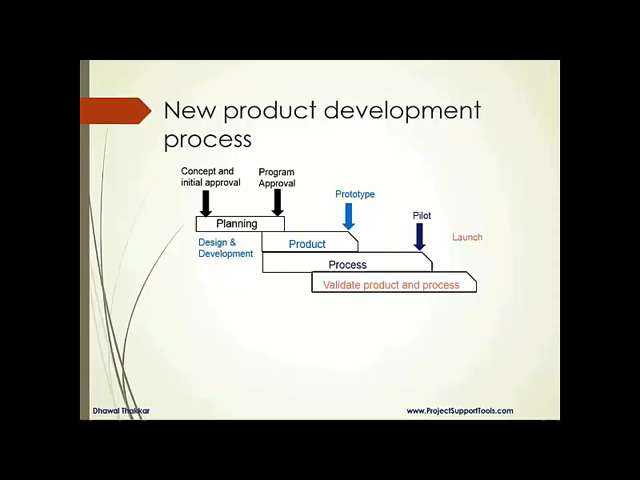 New product development
process
Concept and
initial approval
Program
Approval
Prototype
Pilot
Planning
Launch
Design &
Development
Product
Process
Validate product and process
Dhawal Thakkar
www.ProjectSupportTools.com